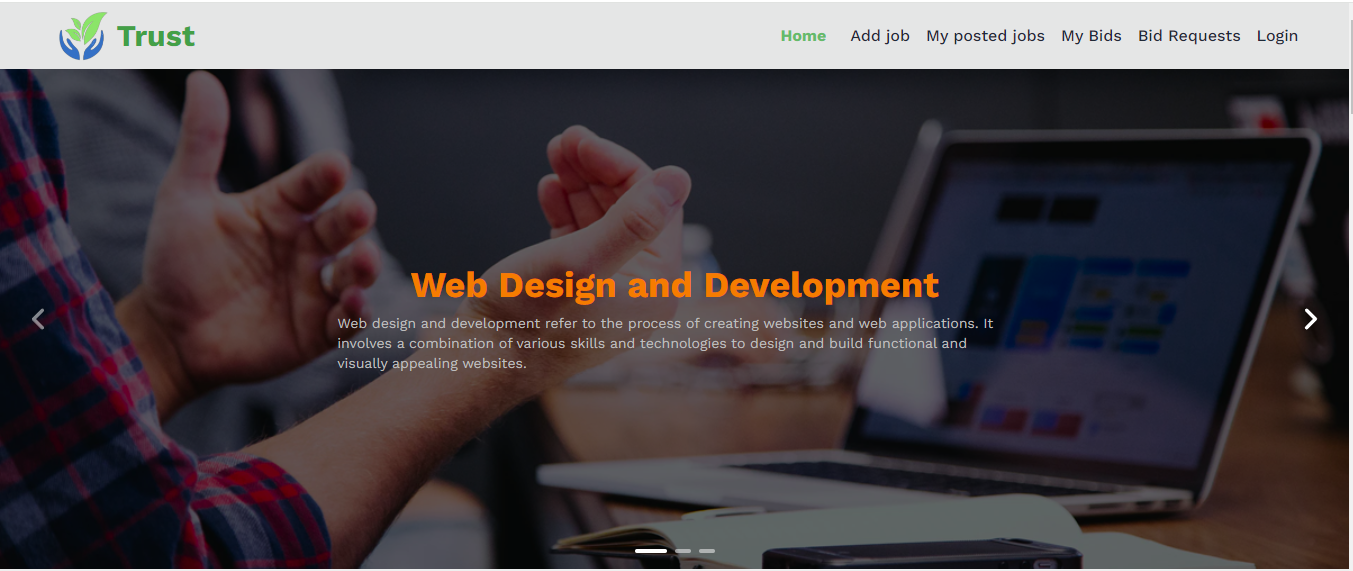 Trust
Home Add job My posted jobs My Bids Bid Requests Login
Web Design and Development
Web design and development refer to the process of creating websites and web applications. It
involves a combination of various skills and technologies to design and build functional and
visually appealing websites.